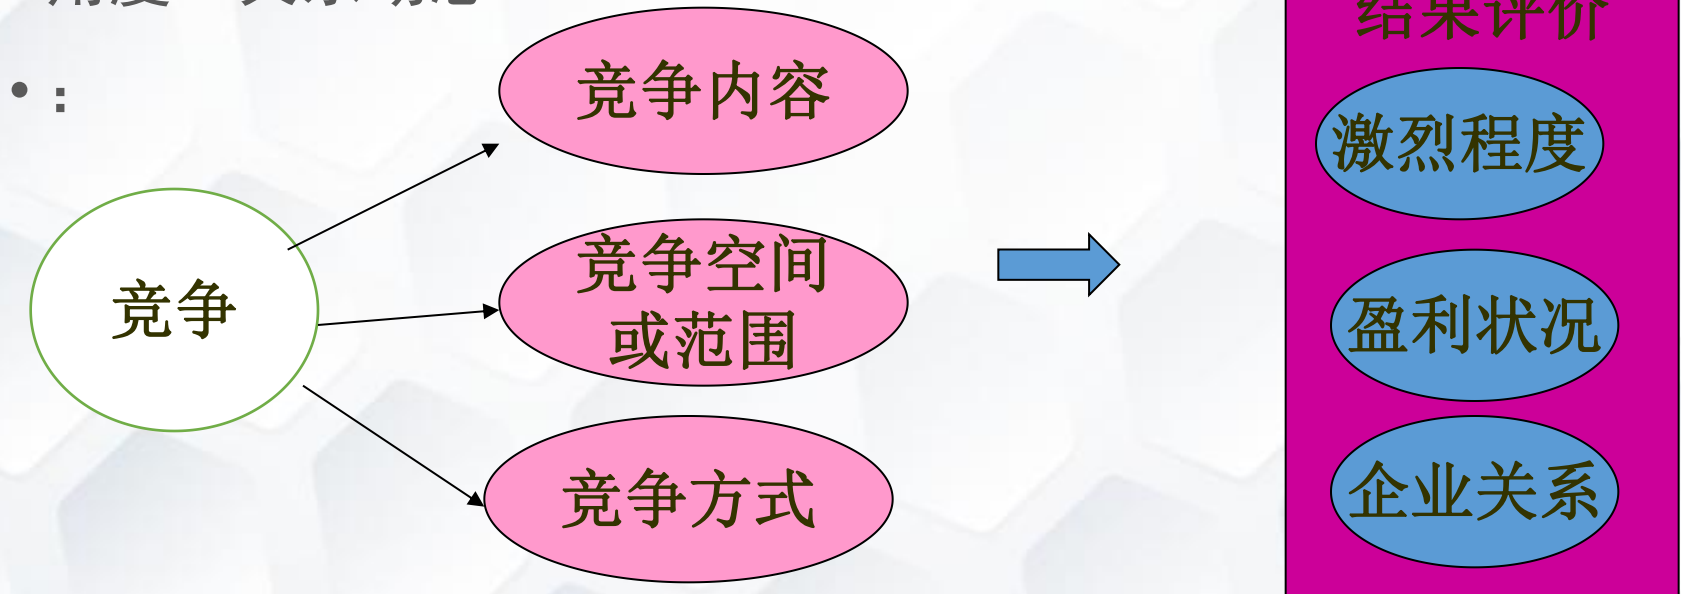 :
竞争
竞争内容
竞争空间
或范围
竞争方式
结果评价
激烈程度
盈利状况
企业关系